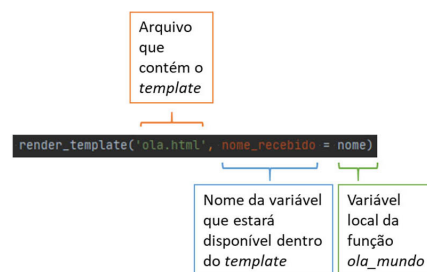 Arquivo
que
contém o
template
render_template('ola.html', nome_recebido = nome)
Nome da variável
que estará
disponível dentro
do template
Variável
local da
função
ola_mundo